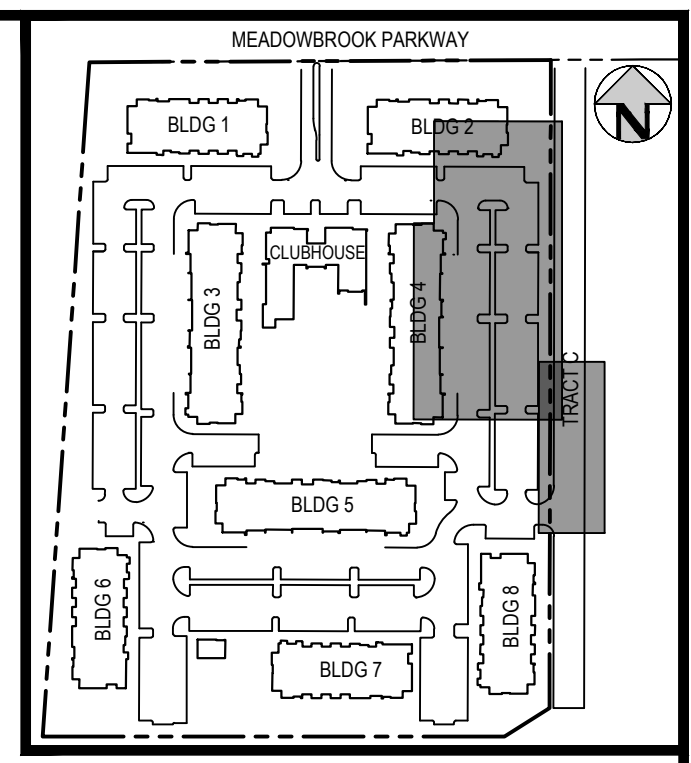 MEADOWBROOK PARKWAY
BLDG 1
BLDG 2
N
CLUBHOUSE
BLDG 3
BLDG 4
TRACT C
BLDG 5
BLDG 6
BLDG 8
BLDG 7